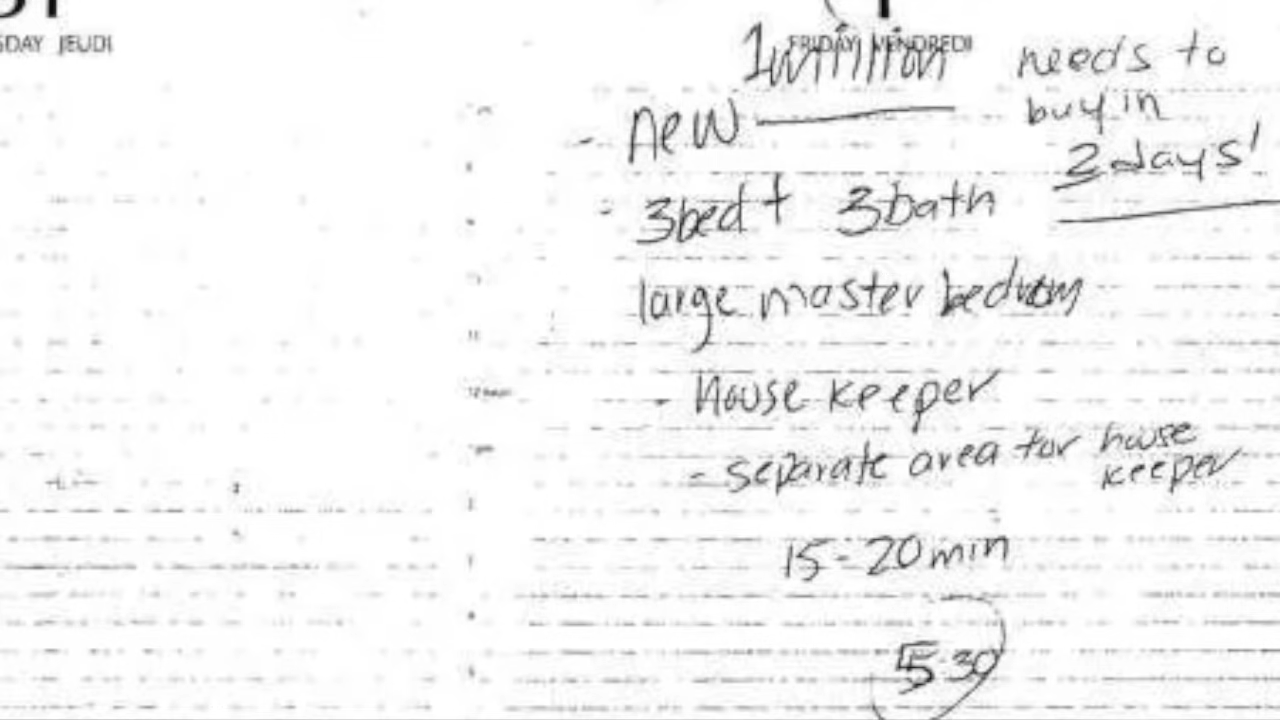 JEUDI
FRIDAY VENDREDI
1 million
needs to
buy in
2 days!
- new
- 3bed + 3bath
large master bedroom
- house keeper
- separate area for house
keeper
15-20 min
5:30